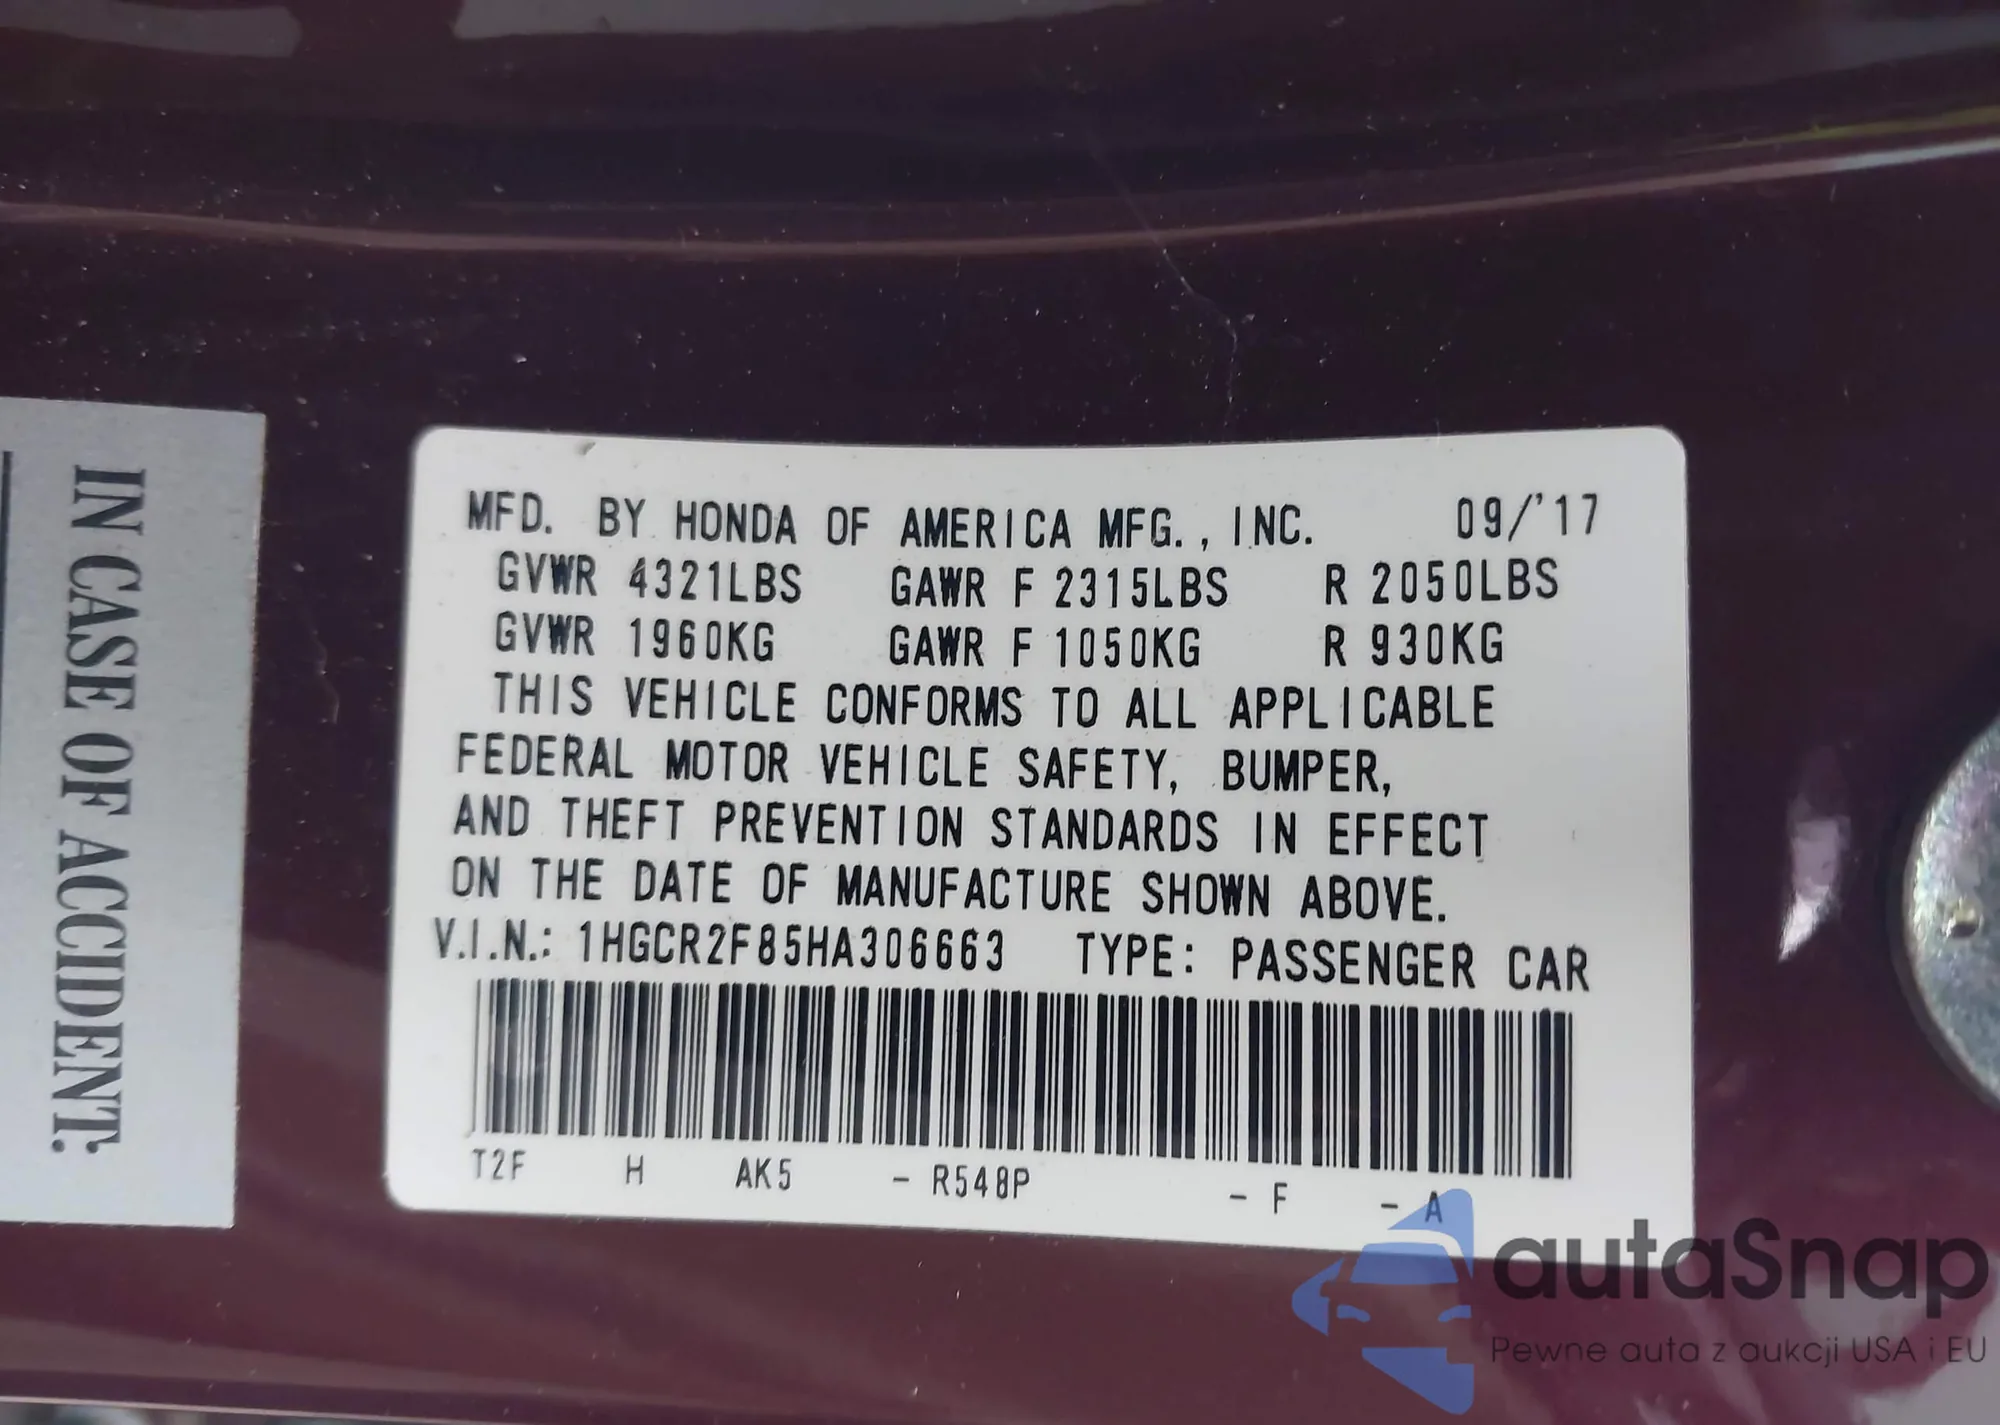 IN CASE OF ACCIDENT.
MFD. BY HONDA OF AMERICA MFG., INC. 09/'17
GVWR 4321LBS GAWR F 2315LBS R 2050LBS
GVWR 1960KG GAWR F 1050KG R 930KG
THIS VEHICLE CONFORMS TO ALL APPLICABLE
FEDERAL MOTOR VEHICLE SAFETY, BUMPER,
AND THEFT PREVENTION STANDARDS IN EFFECT
ON THE DATE OF MANUFACTURE SHOWN ABOVE.
V.I.N.: 1HGCR2F85HA306663 TYPE: PASSENGER CAR
T2F H AK5 - R548P - F - A
autaSnap
Pewne auta z aukcji USA i EU